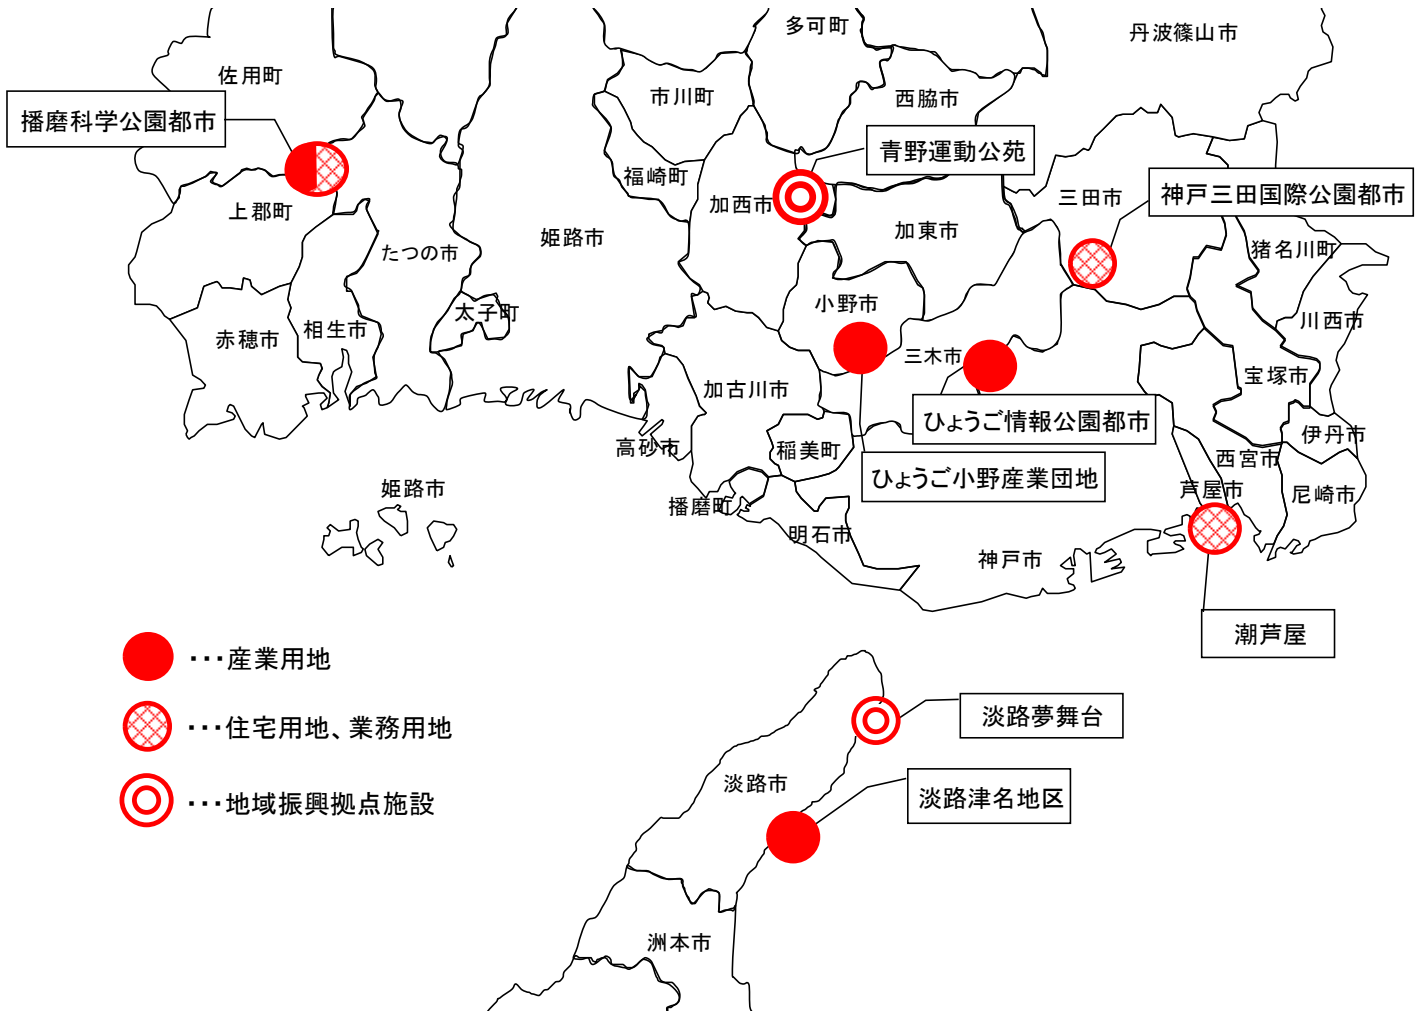 多可町
丹波篠山市
佐用町
市川町
西脇市
播磨科学公園都市
青野運動公苑
福崎町
三田市
神戸三田国際公園都市
加西市
上郡町
加東市
姫路市
たつの市
猪名川町
小野市
太子町
川西市
赤穂市
相生市
三木市
宝塚市
加古川市
ひょうご情報公園都市
伊丹市
高砂市
稲美町
西宮市
ひょうご小野産業団地
姫路市
芦屋市
尼崎市
播磨町
明石市
神戸市
潮芦屋
・・・産業用地
淡路夢舞台
・・・住宅用地、業務用地
淡路市
淡路津名地区
・・・地域振興拠点施設
洲本市